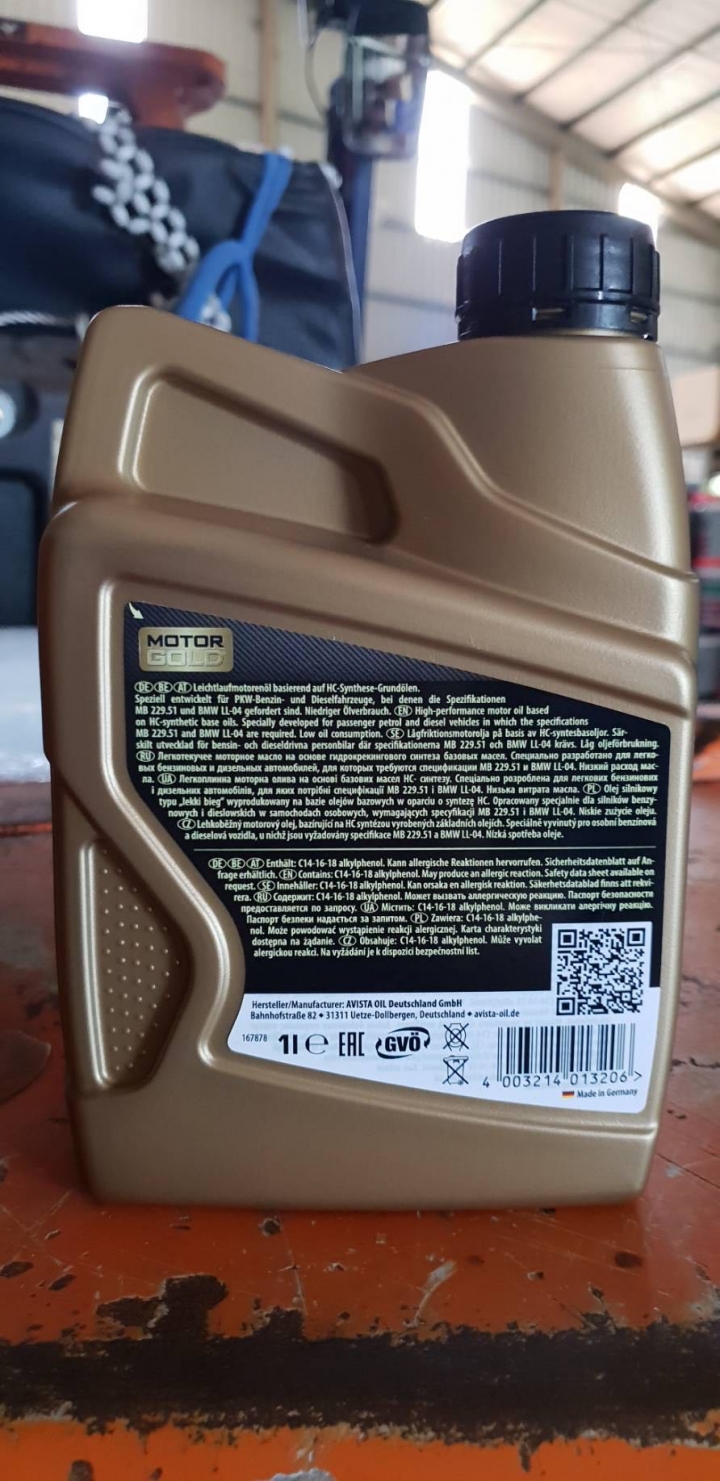 MOTOR
GOLD
DE BE AT Leichtlaufmotorenöl basierend auf HC-Synthese-Grundölen.
Speziell entwickelt für PKW-Benzin- und Dieselfahrzeuge, bei denen die Spezifikationen
MB 229.51 und BMW LL-04 gefordert sind. Niedriger Ölverbrauch. EN High-performance motor oil based
on HC-synthetic base oils. Specially developed for passenger petrol and diesel vehicles in which the specifications
MB 229.51 and BMW LL-04 are required. Low oil consumption. SE Lågfriktionsmotorolja på basis av HC-syntesbasoljor. Sär-
skilt utvecklad för bensin- och dieseldrivna personbilar där specifikationerna MB 229.51 och BMW LL-04 krävs. Låg oljeförbrukning.
RU Легкотекучее моторное масло на основе гидрокрекингового синтеза базовых масел. Специально разработано для легко-
вых бензиновых и дизельных автомобилей, для которых требуются спецификации MB 229.51 и BMW LL-04. Низкий расход мас-
ла. UA Легкоплинна моторна олива на основі базових масел HC- синтезу. Спеціально розроблена для легкових бензинових
і дизельних автомобілів, для яких потрібні специфікації MB 229.51 і BMW LL-04. Низька витрата масла. PL Olej silnikowy
typu „lekki bieg” wyprodukowany na bazie olejów bazowych w oparciu o syntezę HC. Opracowany specjalnie dla silników benzy-
nowych i dieslowskich w samochodach osobowych, wymagających specyfikacji MB 229.51 i BMW LL-04. Niskie zużycie oleju.
CZ Lehkoběžný motorový olej, bazírující na HC syntézou vyrobených základních olejích. Speciálně vyvinutý pro osobní benzínová
a dieselová vozidla, u nichž jsou vyžadovány specifikace MB 229.51 a BMW LL-04. Nízká spotřeba oleje.
DE BE AT Enthält: C14-16-18 alkylphenol. Kann allergische Reaktionen hervorrufen. Sicherheitsdatenblatt auf An-
frage erhältlich. EN Contains: C14-16-18 alkylphenol. May produce an allergic reaction. Safety data sheet available on
request. SE Innehåller: C14-16-18 alkylphenol. Kan orsaka en allergisk reaktion. Säkerhetsdatablad finns att rekvi-
rera. RU Содержит: C14-16-18 alkylphenol. Может вызвать аллергическую реакцию. Паспорт безопасности
предоставляется по запросу. UA Містить: C14-16-18 alkylphenol. Може викликати алергічну реакцію.
Паспорт безпеки надається за запитом. PL Zawiera: C14-16-18 alkylphe-
nol. Może powodować wystąpienie reakcji alergicznej. Karta charakterystyki
dostępna na żądanie. CZ Obsahuje: C14-16-18 alkylphenol. Může vyvolat
alergickou reakci. Na vyžádání je k dispozici bezpečnostní list.
Hersteller/Manufacturer: AVISTA OIL Deutschland GmbH
Bahnhofstraße 82 • 31311 Uetze-Dollbergen, Deutschland • avista-oil.de
167878 1l e EAC GVÖ
4 003214 013206 >
Made in Germany